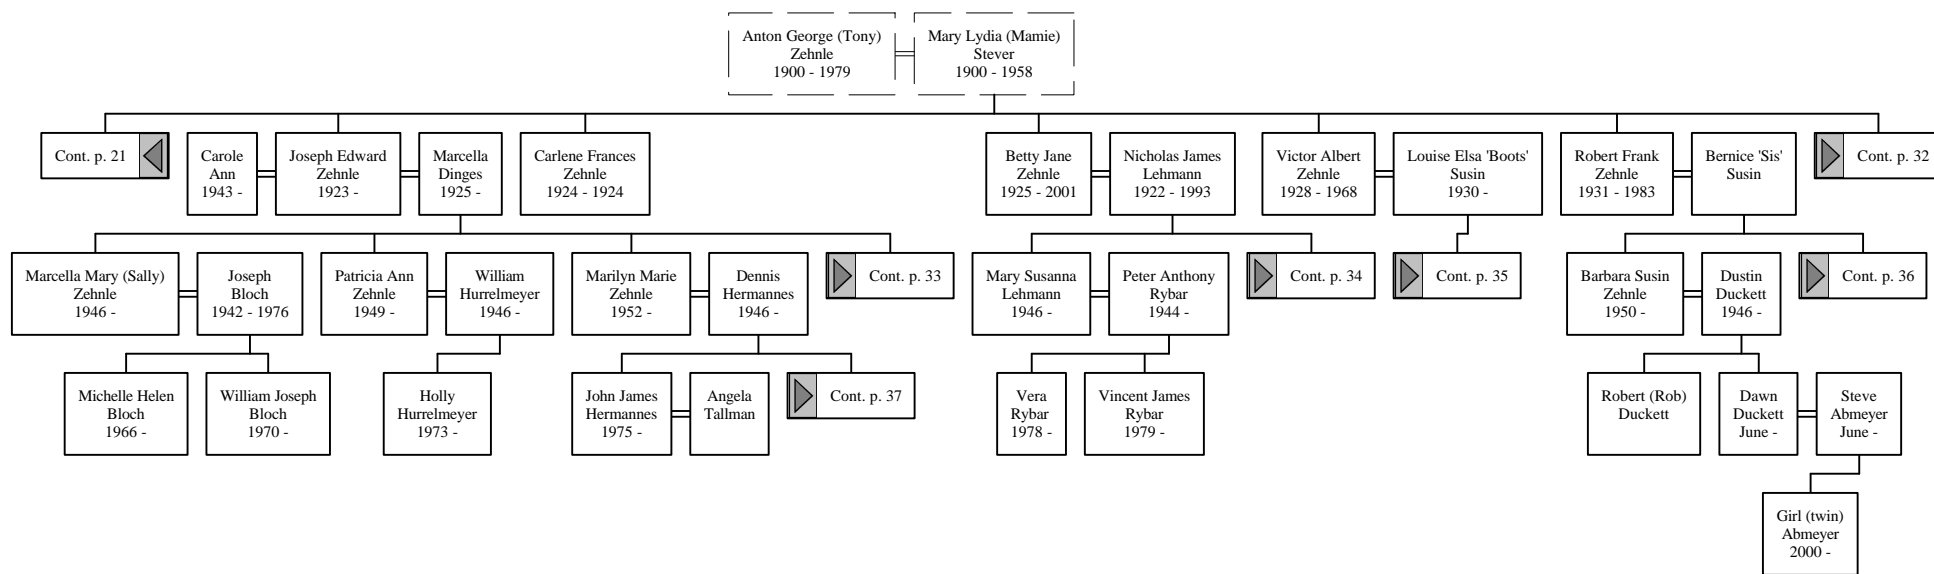 Anton George (Tony)
Zehnle
1900 - 1979
Mary Lydia (Mamie)
Stever
1900 - 1958
Cont. p. 21
Carole
Ann
1943 -
Joseph Edward
Zehnle
1923 -
Marcella
Dinges
1925 -
Carlene Frances
Zehnle
1924 - 1924
Betty Jane
Zehnle
1925 - 2001
Nicholas James
Lehmann
1922 - 1993
Victor Albert
Zehnle
1928 - 1968
Louise Elsa 'Boots'
Susin
1930 -
Robert Frank
Zehnle
1931 - 1983
Bernice 'Sis'
Susin
Cont. p. 32
Marcella Mary (Sally)
Zehnle
1946 -
Joseph
Bloch
1942 - 1976
Patricia Ann
Zehnle
1949 -
William
Hurrelmeyer
1946 -
Marilyn Marie
Zehnle
1952 -
Dennis
Hermannes
1946 -
Cont. p. 33
Mary Susanna
Lehmann
1946 -
Peter Anthony
Rybar
1944 -
Cont. p. 34
Cont. p. 35
Barbara Susin
Zehnle
1950 -
Dustin
Duckett
1946 -
Cont. p. 36
Michelle Helen
Bloch
1966 -
William Joseph
Bloch
1970 -
Holly
Hurrelmeyer
1973 -
John James
Hermannes
1975 -
Angela
Tallman
Cont. p. 37
Vera
Rybar
1978 -
Vincent James
Rybar
1979 -
Robert (Rob)
Duckett
Dawn
Duckett
June -
Steve
Abmeyer
June -
Girl (twin)
Abmeyer
2000 -